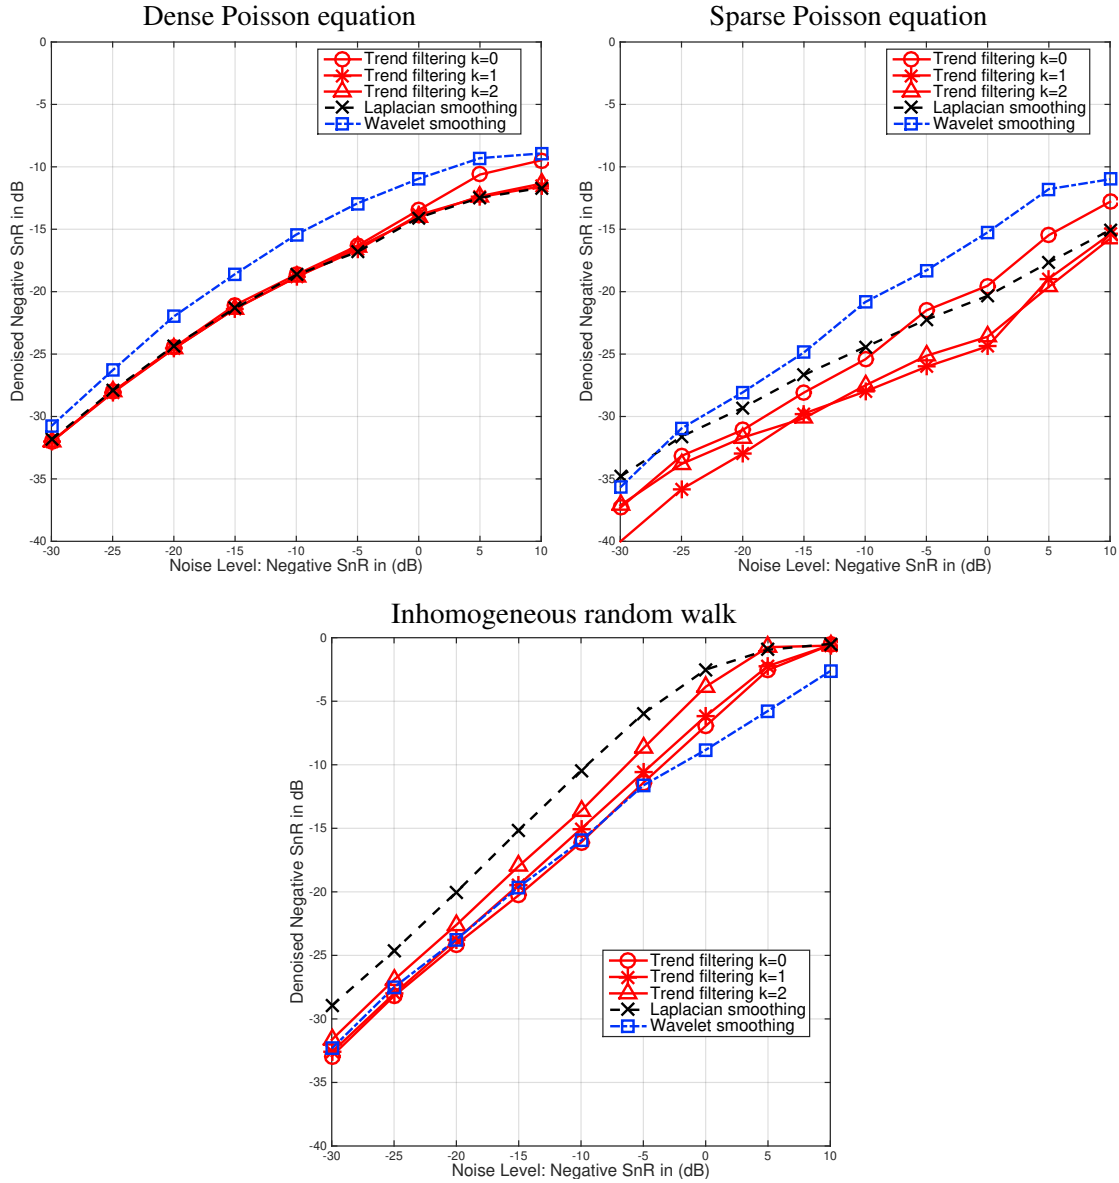 Dense Poisson equation
0
-5
-10
-15
-20
-25
-30
-35
-40
-30 -25 -20 -15 -10 -5 0 5 10
Denoised Negative SnR in dB
Noise Level: Negative SnR in (dB)
Trend filtering k=0
Trend filtering k=1
Trend filtering k=2
Laplacian smoothing
Wavelet smoothing
Sparse Poisson equation
0
-5
-10
-15
-20
-25
-30
-35
-40
-30 -25 -20 -15 -10 -5 0 5 10
Denoised Negative SnR in dB
Noise Level: Negative SnR in (dB)
Trend filtering k=0
Trend filtering k=1
Trend filtering k=2
Laplacian smoothing
Wavelet smoothing
Inhomogeneous random walk
0
-5
-10
-15
-20
-25
-30
-35
-40
-30 -25 -20 -15 -10 -5 0 5 10
Denoised Negative SnR in dB
Noise Level: Negative SnR in (dB)
Trend filtering k=0
Trend filtering k=1
Trend filtering k=2
Laplacian smoothing
Wavelet smoothing